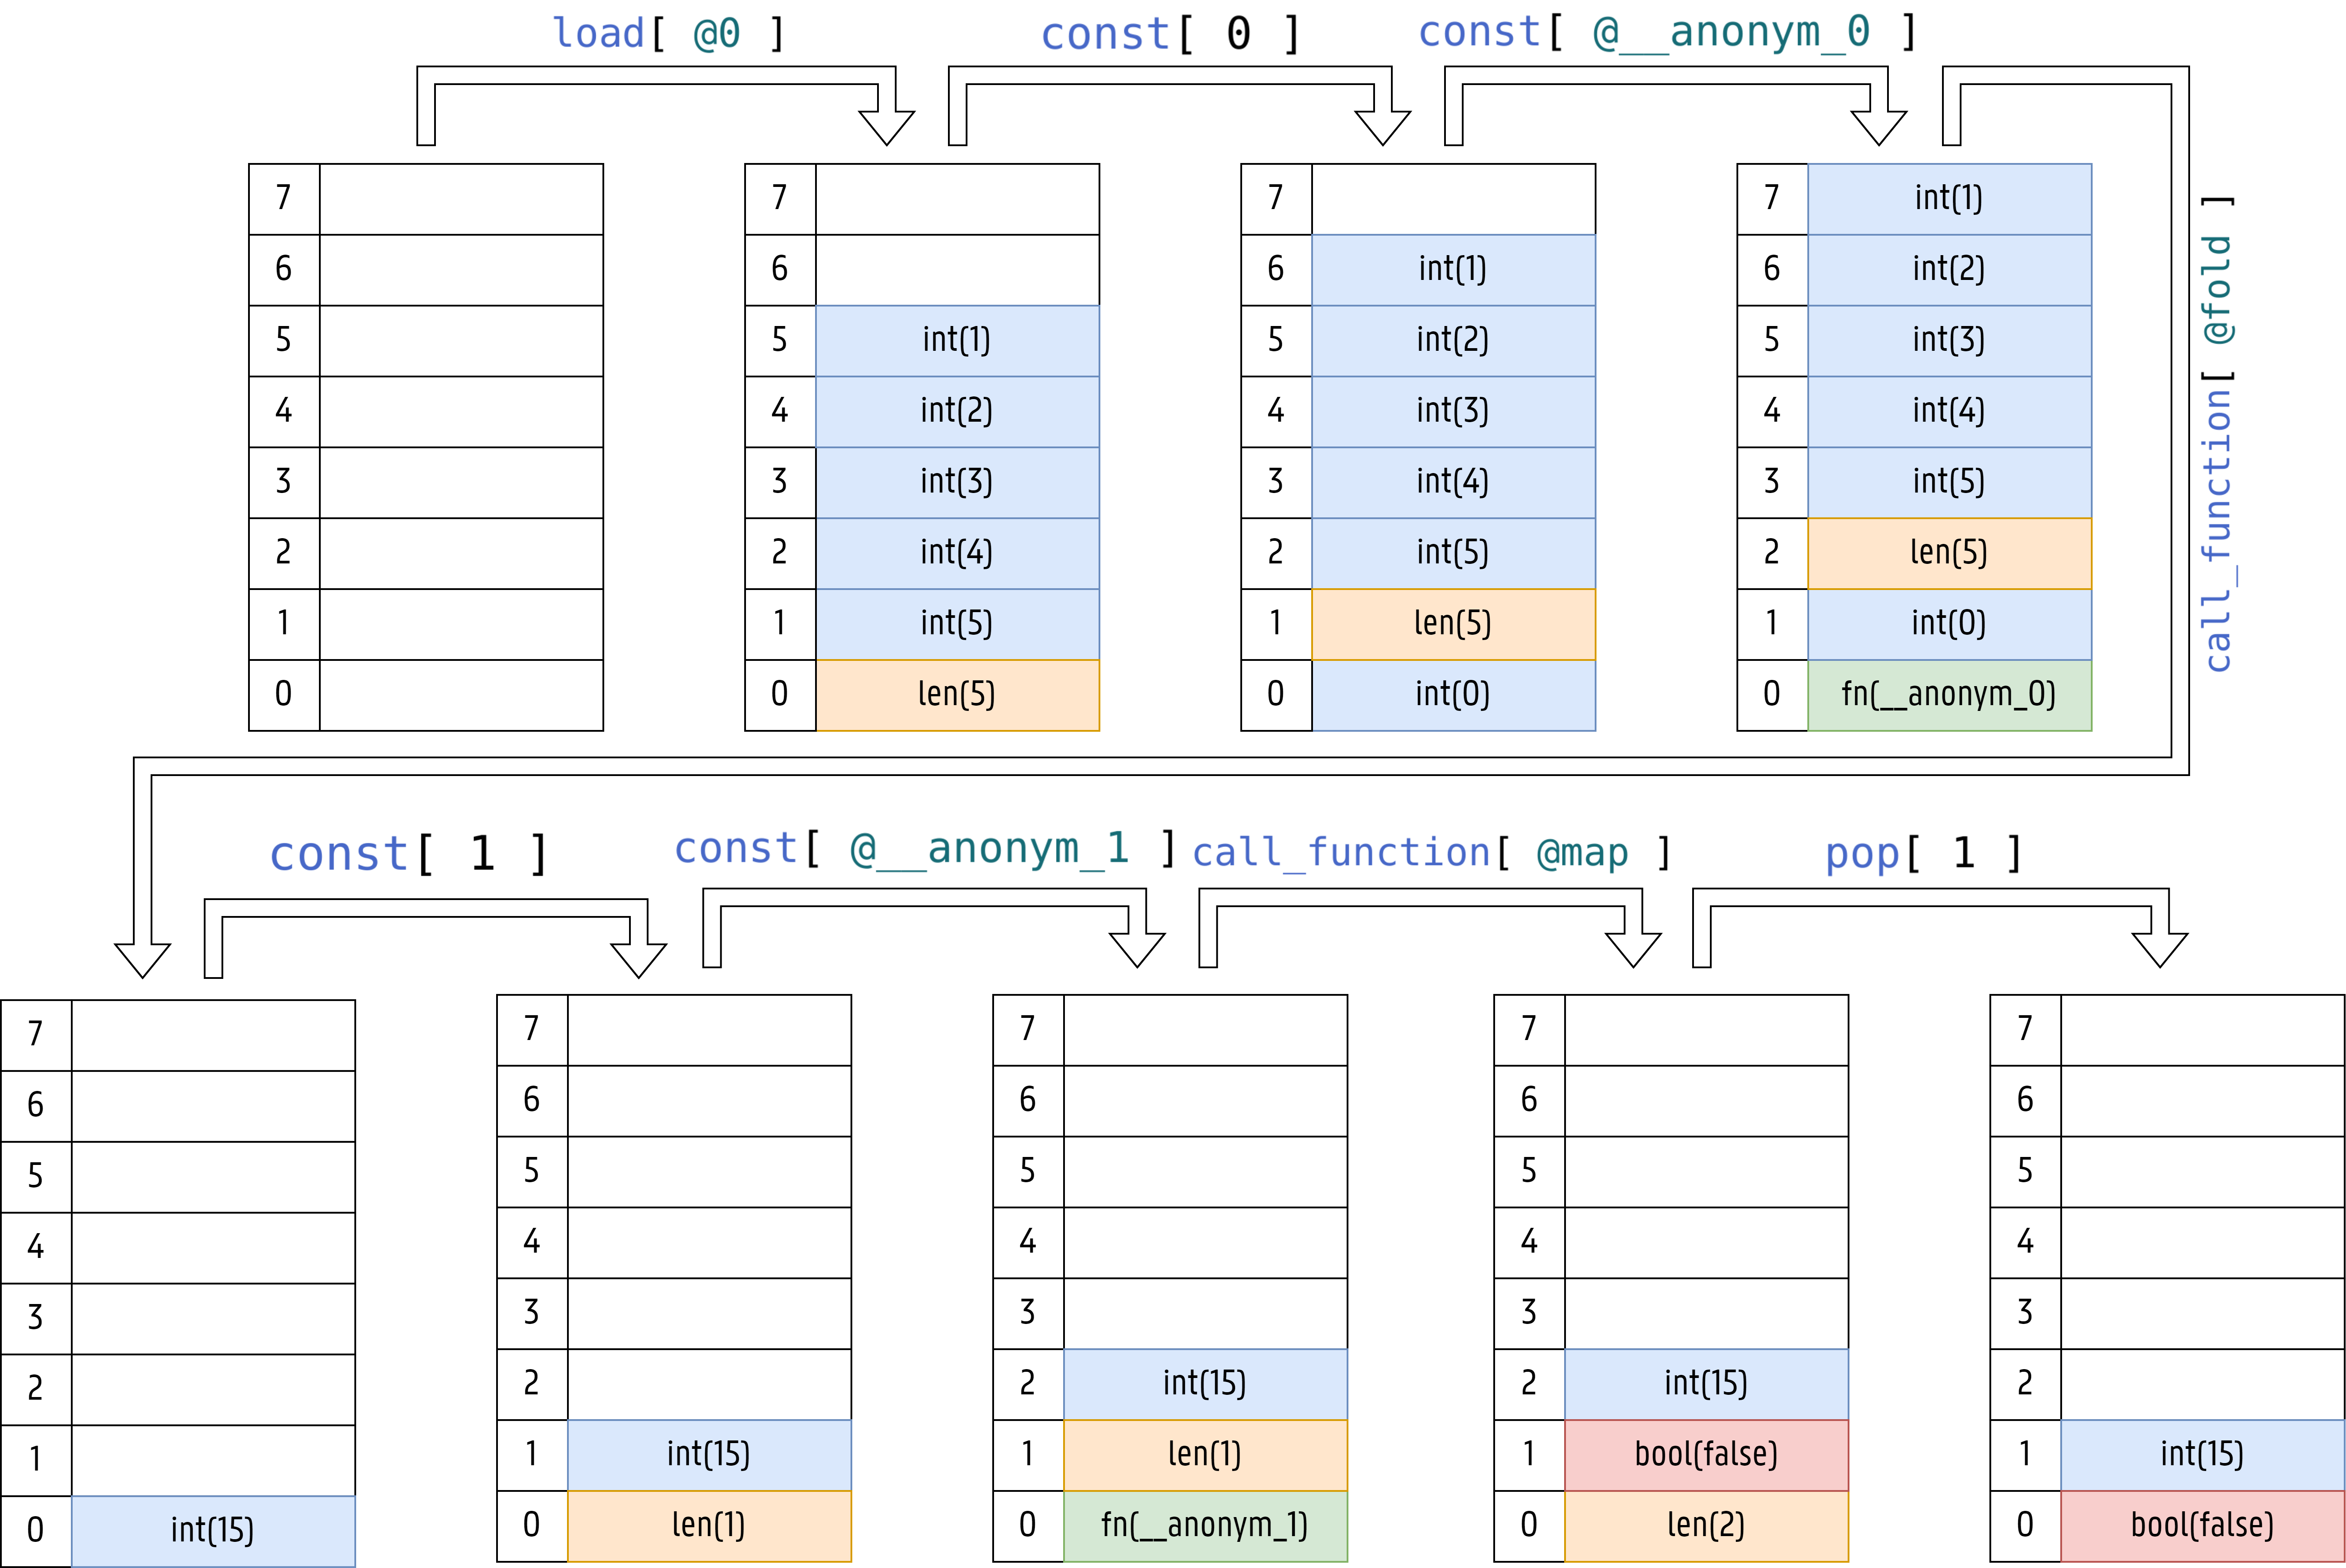 load[ @0 ]
const[ 0 ]
const[ @__anonym_0 ]
7
6
5
4
3
2
1
0
7
6
5 int(1)
4 int(2)
3 int(3)
2 int(4)
1 int(5)
0 len(5)
7
6 int(1)
5 int(2)
4 int(3)
3 int(4)
2 int(5)
1 len(5)
0 int(0)
7 int(1)
6 int(2)
5 int(3)
4 int(4)
3 int(5)
2 len(5)
1 int(0)
0 fn(__anonym_0)
call_function[ @fold ]
const[ 1 ]
const[ @__anonym_1 ]
call_function[ @map ]
pop[ 1 ]
7
6
5
4
3
2
1
0 int(15)
7
6
5
4
3
2
1 int(15)
0 len(1)
7
6
5
4
3
2 int(15)
1 len(1)
0 fn(__anonym_1)
7
6
5
4
3
2 int(15)
1 bool(false)
0 len(2)
7
6
5
4
3
2
1 int(15)
0 bool(false)